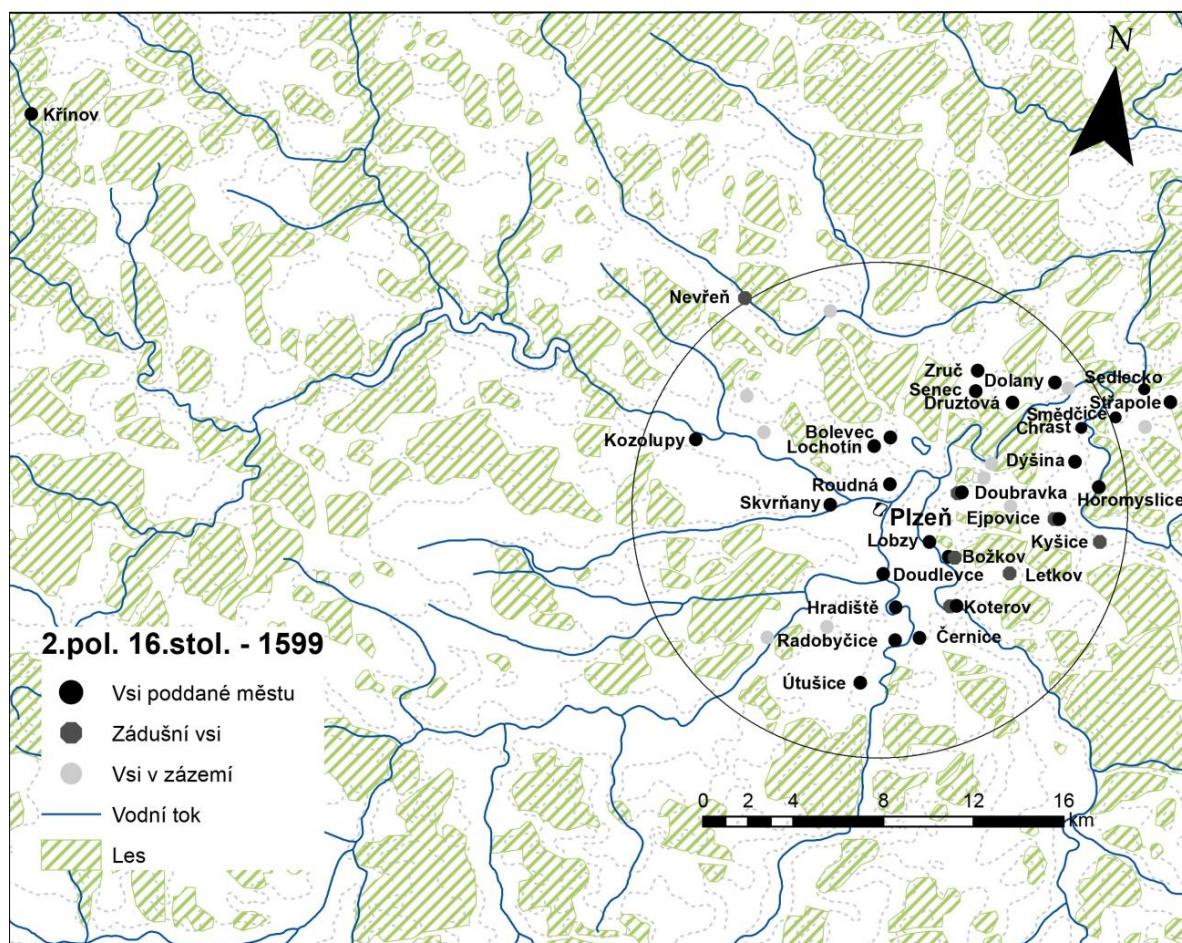 N
Křínov
Nevřeň
Zruč
Dolany
Sedlecko
Senec
Druztová
Střapole
Smědčice
Chrást
Bolevec
Kozolupy
Lochotín
Dýšina
Roudná
Doubravka
Horomyslice
Skvrňany
Plzeň
Ejpovice
Lobzy
Kyšice
Božkov
Doudlevce
Letkov
Hradiště
Koterov
Radobyčice
Černice
Útušice
2.pol. 16.stol. - 1599
Vsi poddané městu
Zádušní vsi
Vsi v zázemí
Vodní tok
Les
0 2 4 8 12 16
km